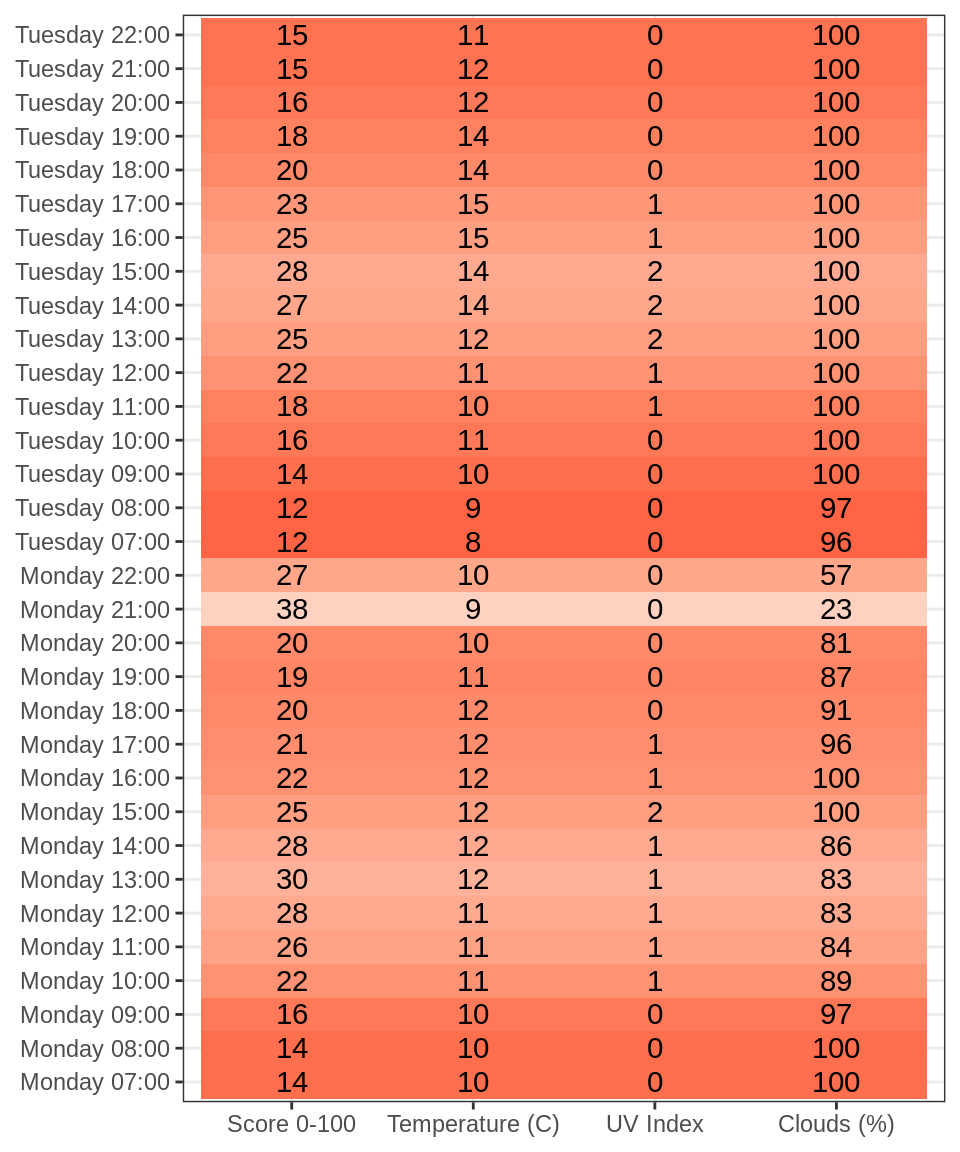 Tuesday 22:00 15 11 0 100
Tuesday 21:00 15 12 0 100
Tuesday 20:00 16 12 0 100
Tuesday 19:00 18 14 0 100
Tuesday 18:00 20 14 0 100
Tuesday 17:00 23 15 1 100
Tuesday 16:00 25 15 1 100
Tuesday 15:00 28 14 2 100
Tuesday 14:00 27 14 2 100
Tuesday 13:00 25 12 2 100
Tuesday 12:00 22 11 1 100
Tuesday 11:00 18 10 1 100
Tuesday 10:00 16 11 0 100
Tuesday 09:00 14 10 0 100
Tuesday 08:00 12 9 0 97
Tuesday 07:00 12 8 0 96
Monday 22:00 27 10 0 57
Monday 21:00 38 9 0 23
Monday 20:00 20 10 0 81
Monday 19:00 19 11 0 87
Monday 18:00 20 12 0 91
Monday 17:00 21 12 1 96
Monday 16:00 22 12 1 100
Monday 15:00 25 12 2 100
Monday 14:00 28 12 1 86
Monday 13:00 30 12 1 83
Monday 12:00 28 11 1 83
Monday 11:00 26 11 1 84
Monday 10:00 22 11 1 89
Monday 09:00 16 10 0 97
Monday 08:00 14 10 0 100
Monday 07:00 14 10 0 100
Score 0-100 Temperature (C) UV Index Clouds (%)